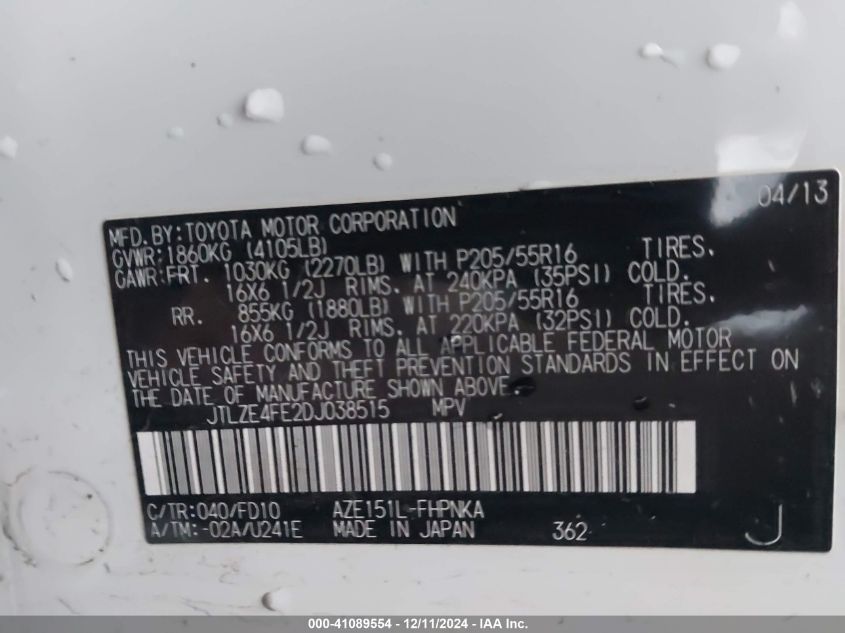 04/13
MFD.BY:TOYOTA MOTOR CORPORATION
GVWR:1860KG (4105LB)
GAWR:FRT. 1030KG (2270LB) WITH P205/55R16 TIRES.
16X6 1/2J RIMS. AT 240KPA (35PSI) COLD.
RR. 855KG (1880LB) WITH P205/55R16 TIRES.
16X6 1/2J RIMS. AT 220KPA (32PSI) COLD.
THIS VEHICLE CONFORMS TO ALL APPLICABLE FEDERAL MOTOR
VEHICLE SAFETY AND THEFT PREVENTION STANDARDS IN EFFECT ON
THE DATE OF MANUFACTURE SHOWN ABOVE.
JTLZE4FE2DJ038515 MPV
C/TR:040/FD10 AZE151L-FHPNKA
A/TM:-02A/U241E MADE IN JAPAN 362 J
000-41089554 - 12/11/2024 - IAA Inc.